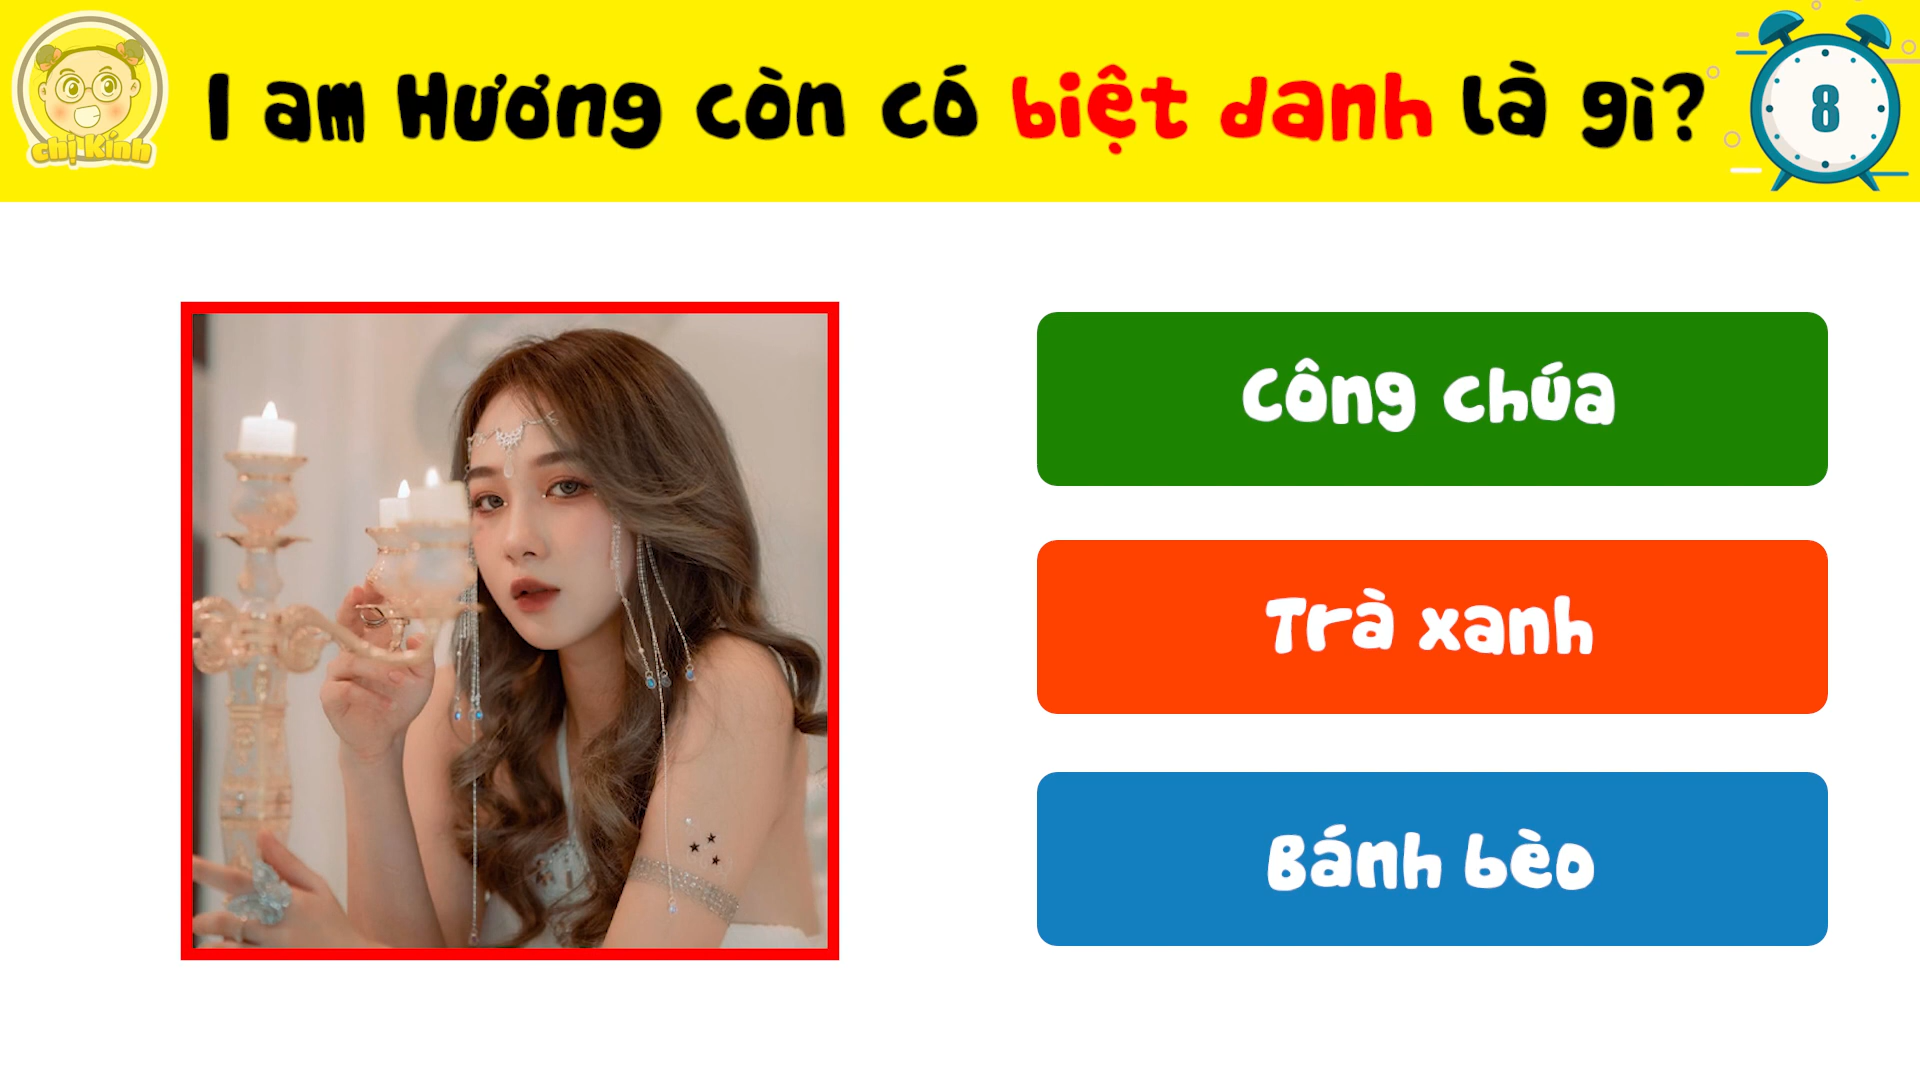 chị Kính
I am Hương còn có biệt danh là gì?
8
Công chúa
Trà xanh
Bánh bèo